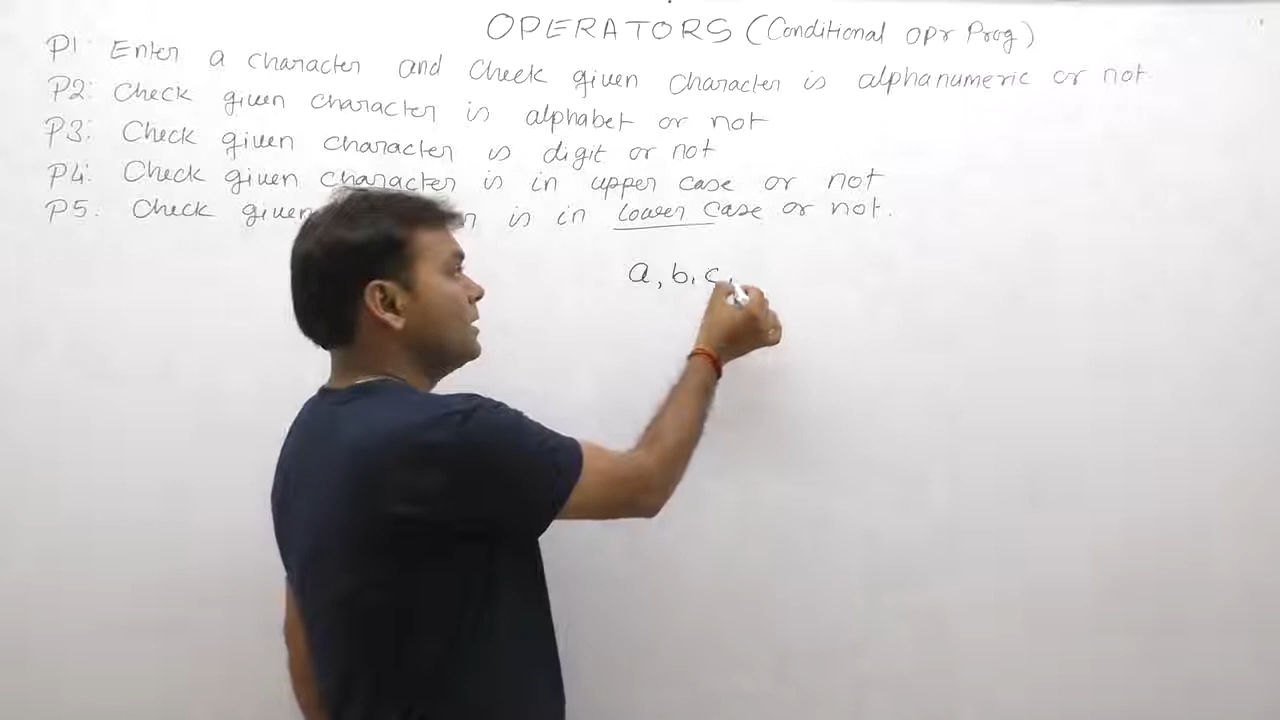 OPERATORS (Conditional opr Prog)
P1: Enter a character and check given character is alphanumeric or not
P2: Check given character is alphabet or not
P3: Check given character is digit or not
P4: Check given character is in upper case or not
P5: Check given is in lower case or not.
a, b, c,